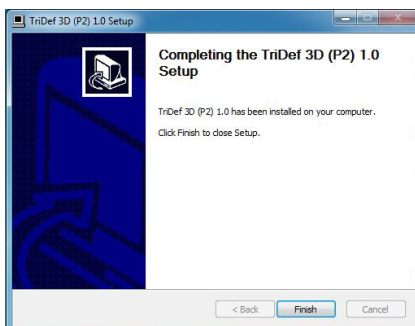 TriDef 3D (P2) 1.0 Setup
Completing the TriDef 3D (P2) 1.0
Setup
TriDef 3D (P2) 1.0 has been installed on your computer.
Click Finish to close Setup.
< Back
Finish
Cancel